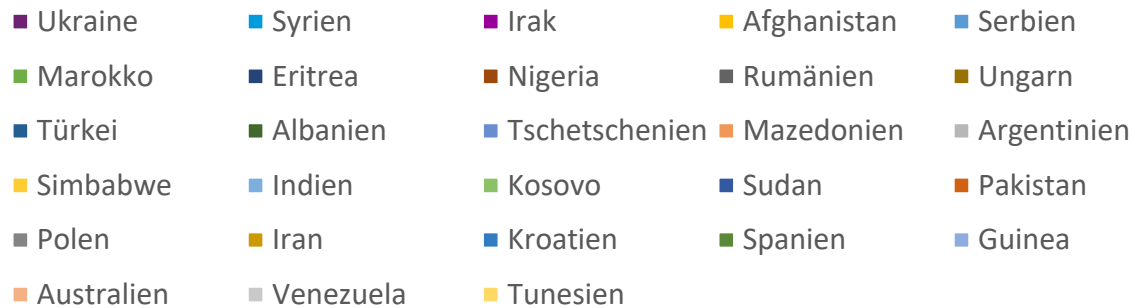 Ukraine Syrien Irak Afghanistan Serbien
Marokko Eritrea Nigeria Rumänien Ungarn
Türkei Albanien Tschetschenien Mazedonien Argentinien
Simbabwe Indien Kosovo Sudan Pakistan
Polen Iran Kroatien Spanien Guinea
Australien Venezuela Tunesien